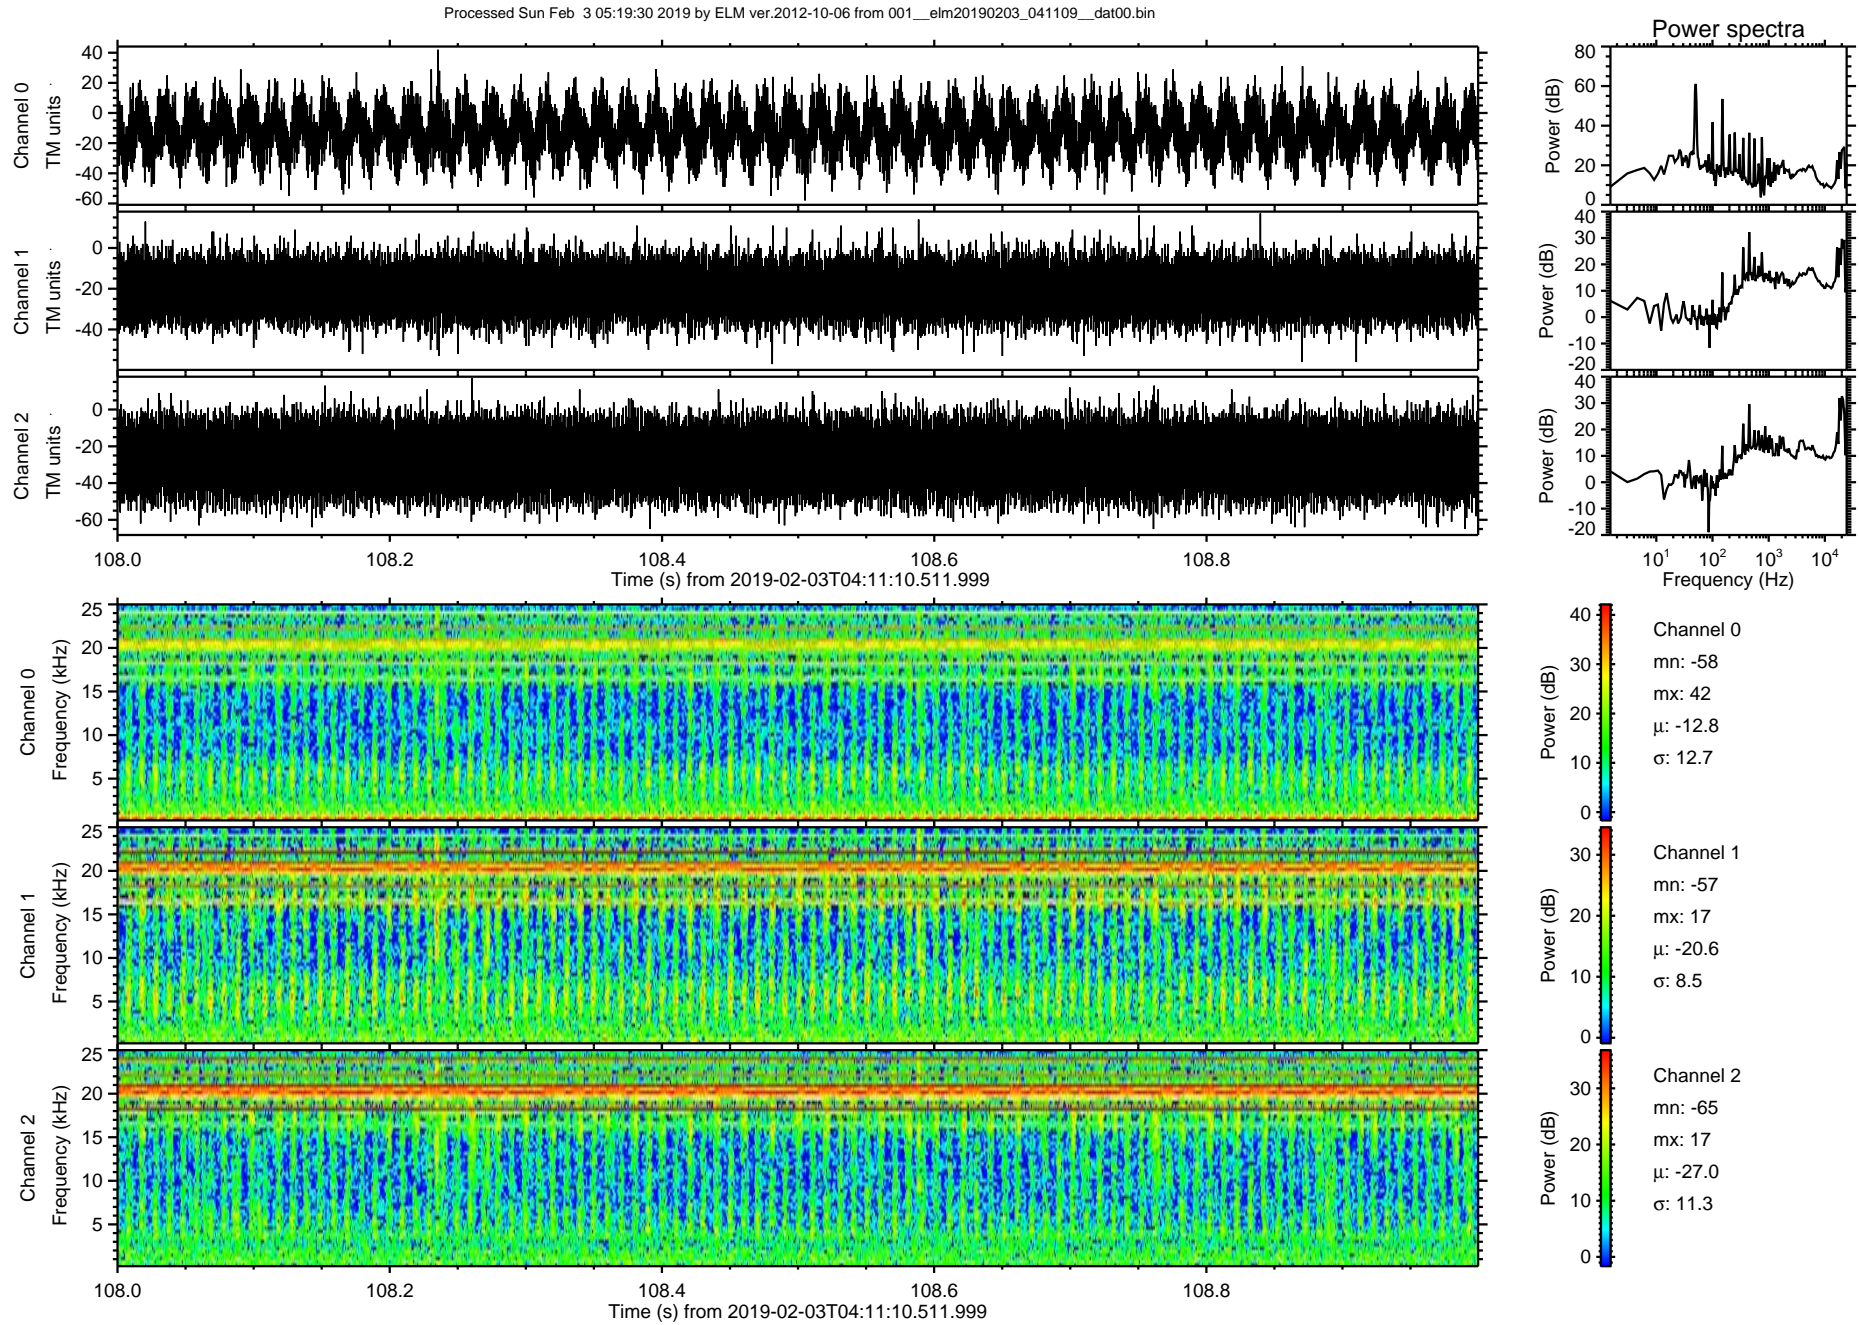 Processed Sun Feb  3 05:19:30 2019 by ELM ver.2012-10-06 from 001__elm20190203_041109__dat00.bin
Power spectra
Channel 0
TM units
40
20
0
-20
-40
-60
Power (dB)
80
60
40
20
0
Channel 1
TM units
0
-20
-40
Power (dB)
40
30
20
10
0
-10
-20
Channel 2
TM units
0
-20
-40
-60
Power (dB)
40
30
20
10
0
-10
-20
108.0 108.2 108.4 108.6 108.8
Time (s) from 2019-02-03T04:11:10.511.999
10¹ 10² 10³ 10⁴
Frequency (Hz)
Channel 0
Frequency (kHz)
25
20
15
10
5
Power (dB)
40
30
20
10
0
Channel 0
mn: -58
mx: 42
μ: -12.8
σ: 12.7
Channel 1
Frequency (kHz)
25
20
15
10
5
Power (dB)
30
20
10
0
Channel 1
mn: -57
mx: 17
μ: -20.6
σ: 8.5
Channel 2
Frequency (kHz)
25
20
15
10
5
Power (dB)
30
20
10
0
Channel 2
mn: -65
mx: 17
μ: -27.0
σ: 11.3
108.0 108.2 108.4 108.6 108.8
Time (s) from 2019-02-03T04:11:10.511.999